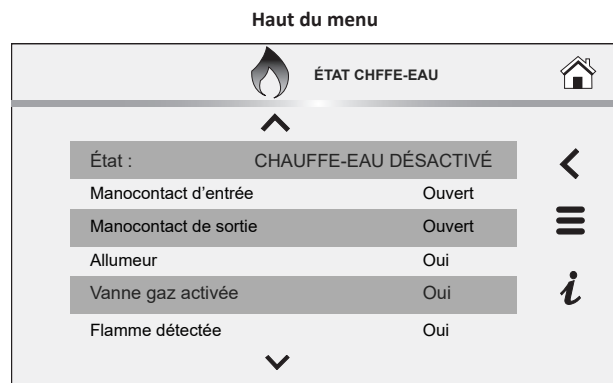 Haut du menu
ÉTAT CHFFE-EAU
État : CHAUFFE-EAU DÉSACTIVÉ
Manocontact d’entrée Ouvert
Manocontact de sortie Ouvert
Allumeur Oui
Vanne gaz activée Oui
Flamme détectée Oui